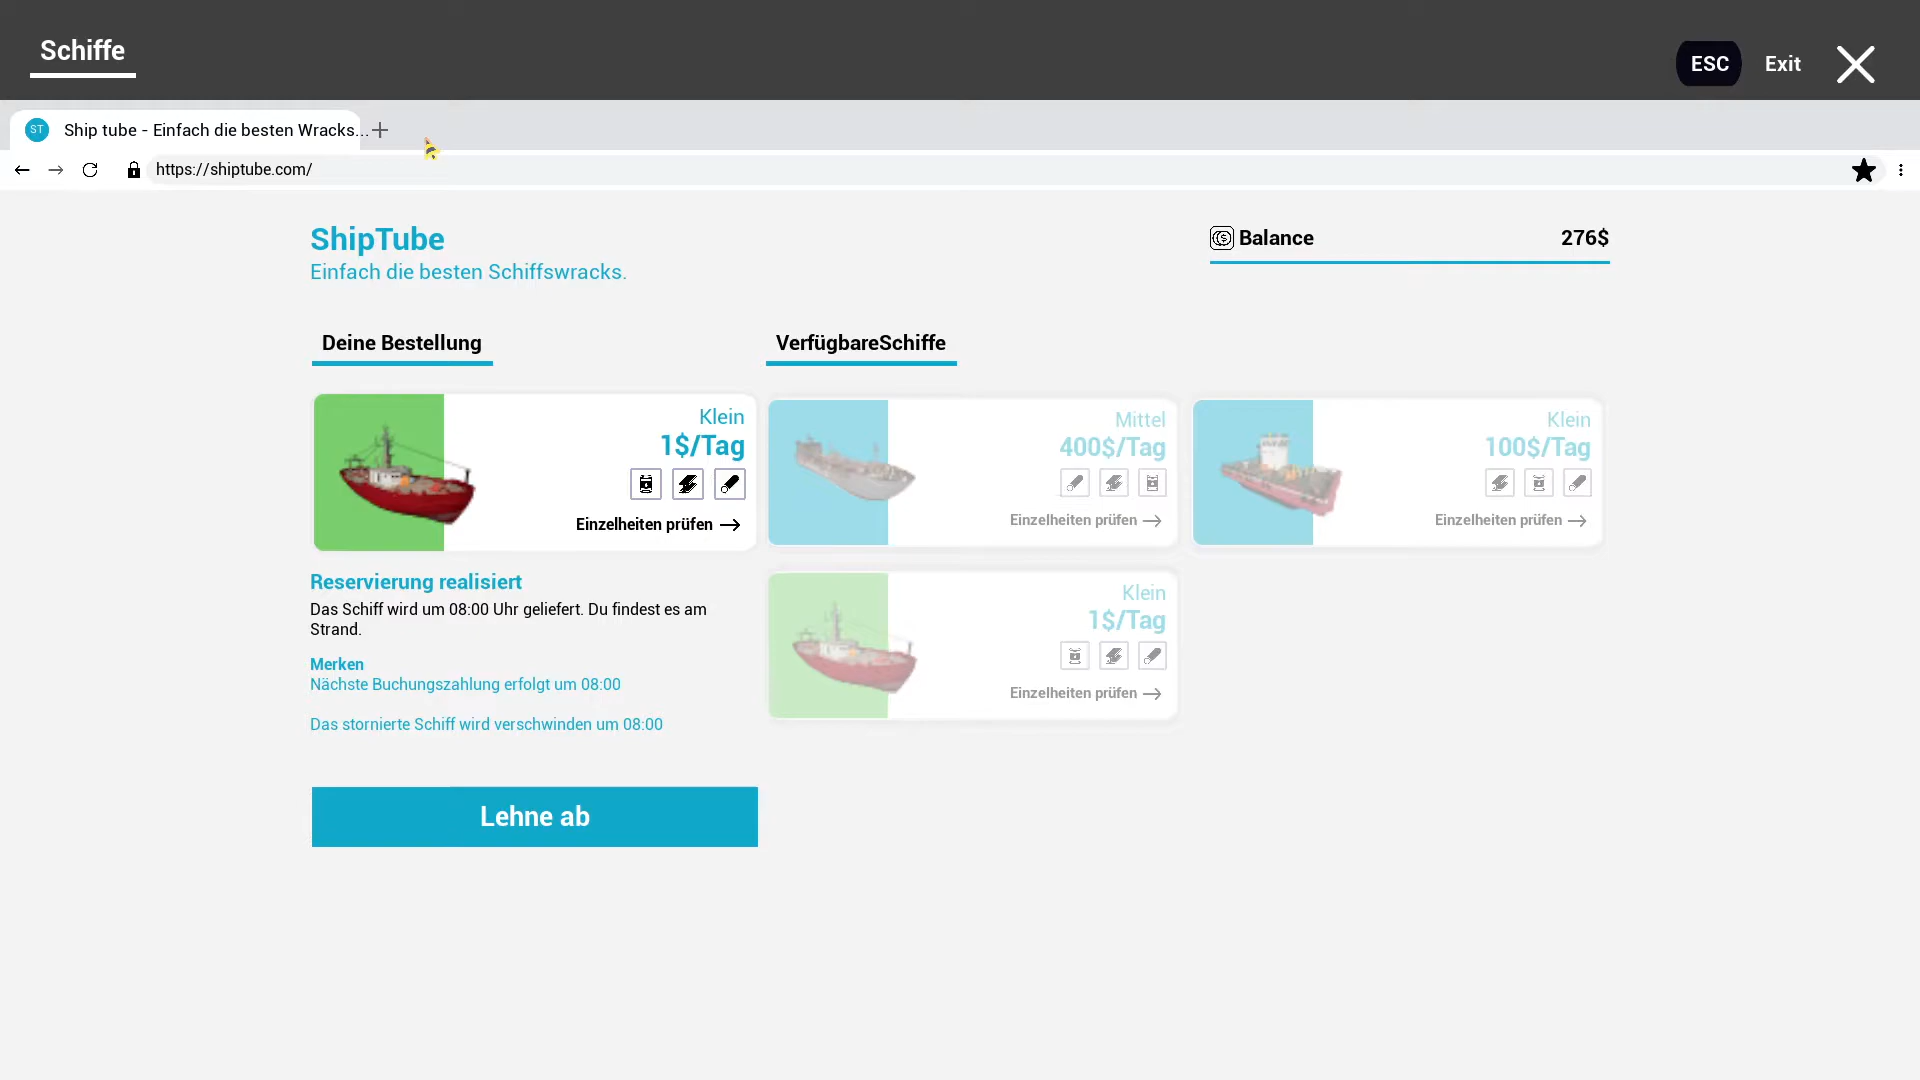 Schiffe
ESC Exit
ST Ship tube - Einfach die besten Wracks...
https://shiptube.com/
ShipTube
Einfach die besten Schiffswracks.
Balance 276$
Deine Bestellung
VerfügbareSchiffe
Klein
1$/Tag
Einzelheiten prüfen
Mittel
400$/Tag
Einzelheiten prüfen
Klein
100$/Tag
Einzelheiten prüfen
Reservierung realisiert
Das Schiff wird um 08:00 Uhr geliefert. Du findest es am
Strand.
Merken
Nächste Buchungszahlung erfolgt um 08:00
Das stornierte Schiff wird verschwinden um 08:00
Klein
1$/Tag
Einzelheiten prüfen
Lehne ab